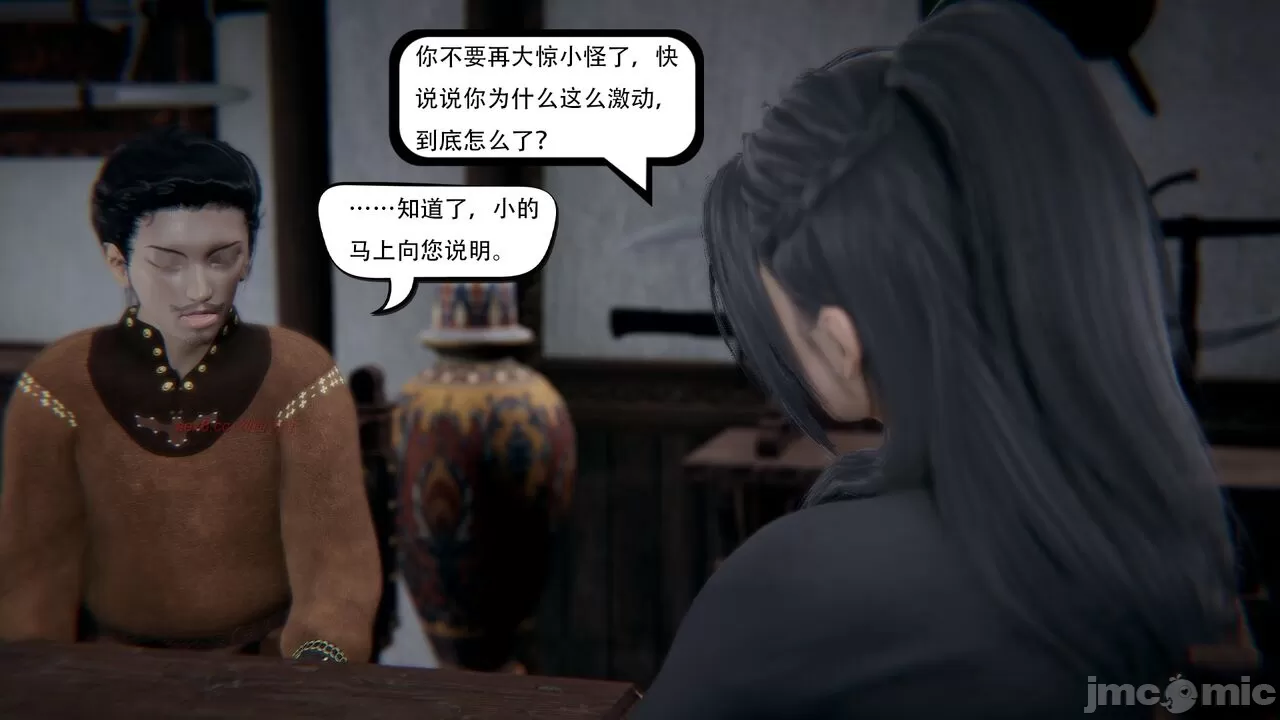 你不要再大惊小怪了，快
说说你为什么这么激动，
到底怎么了？
……知道了，小的
马上向您说明。
jmcomic